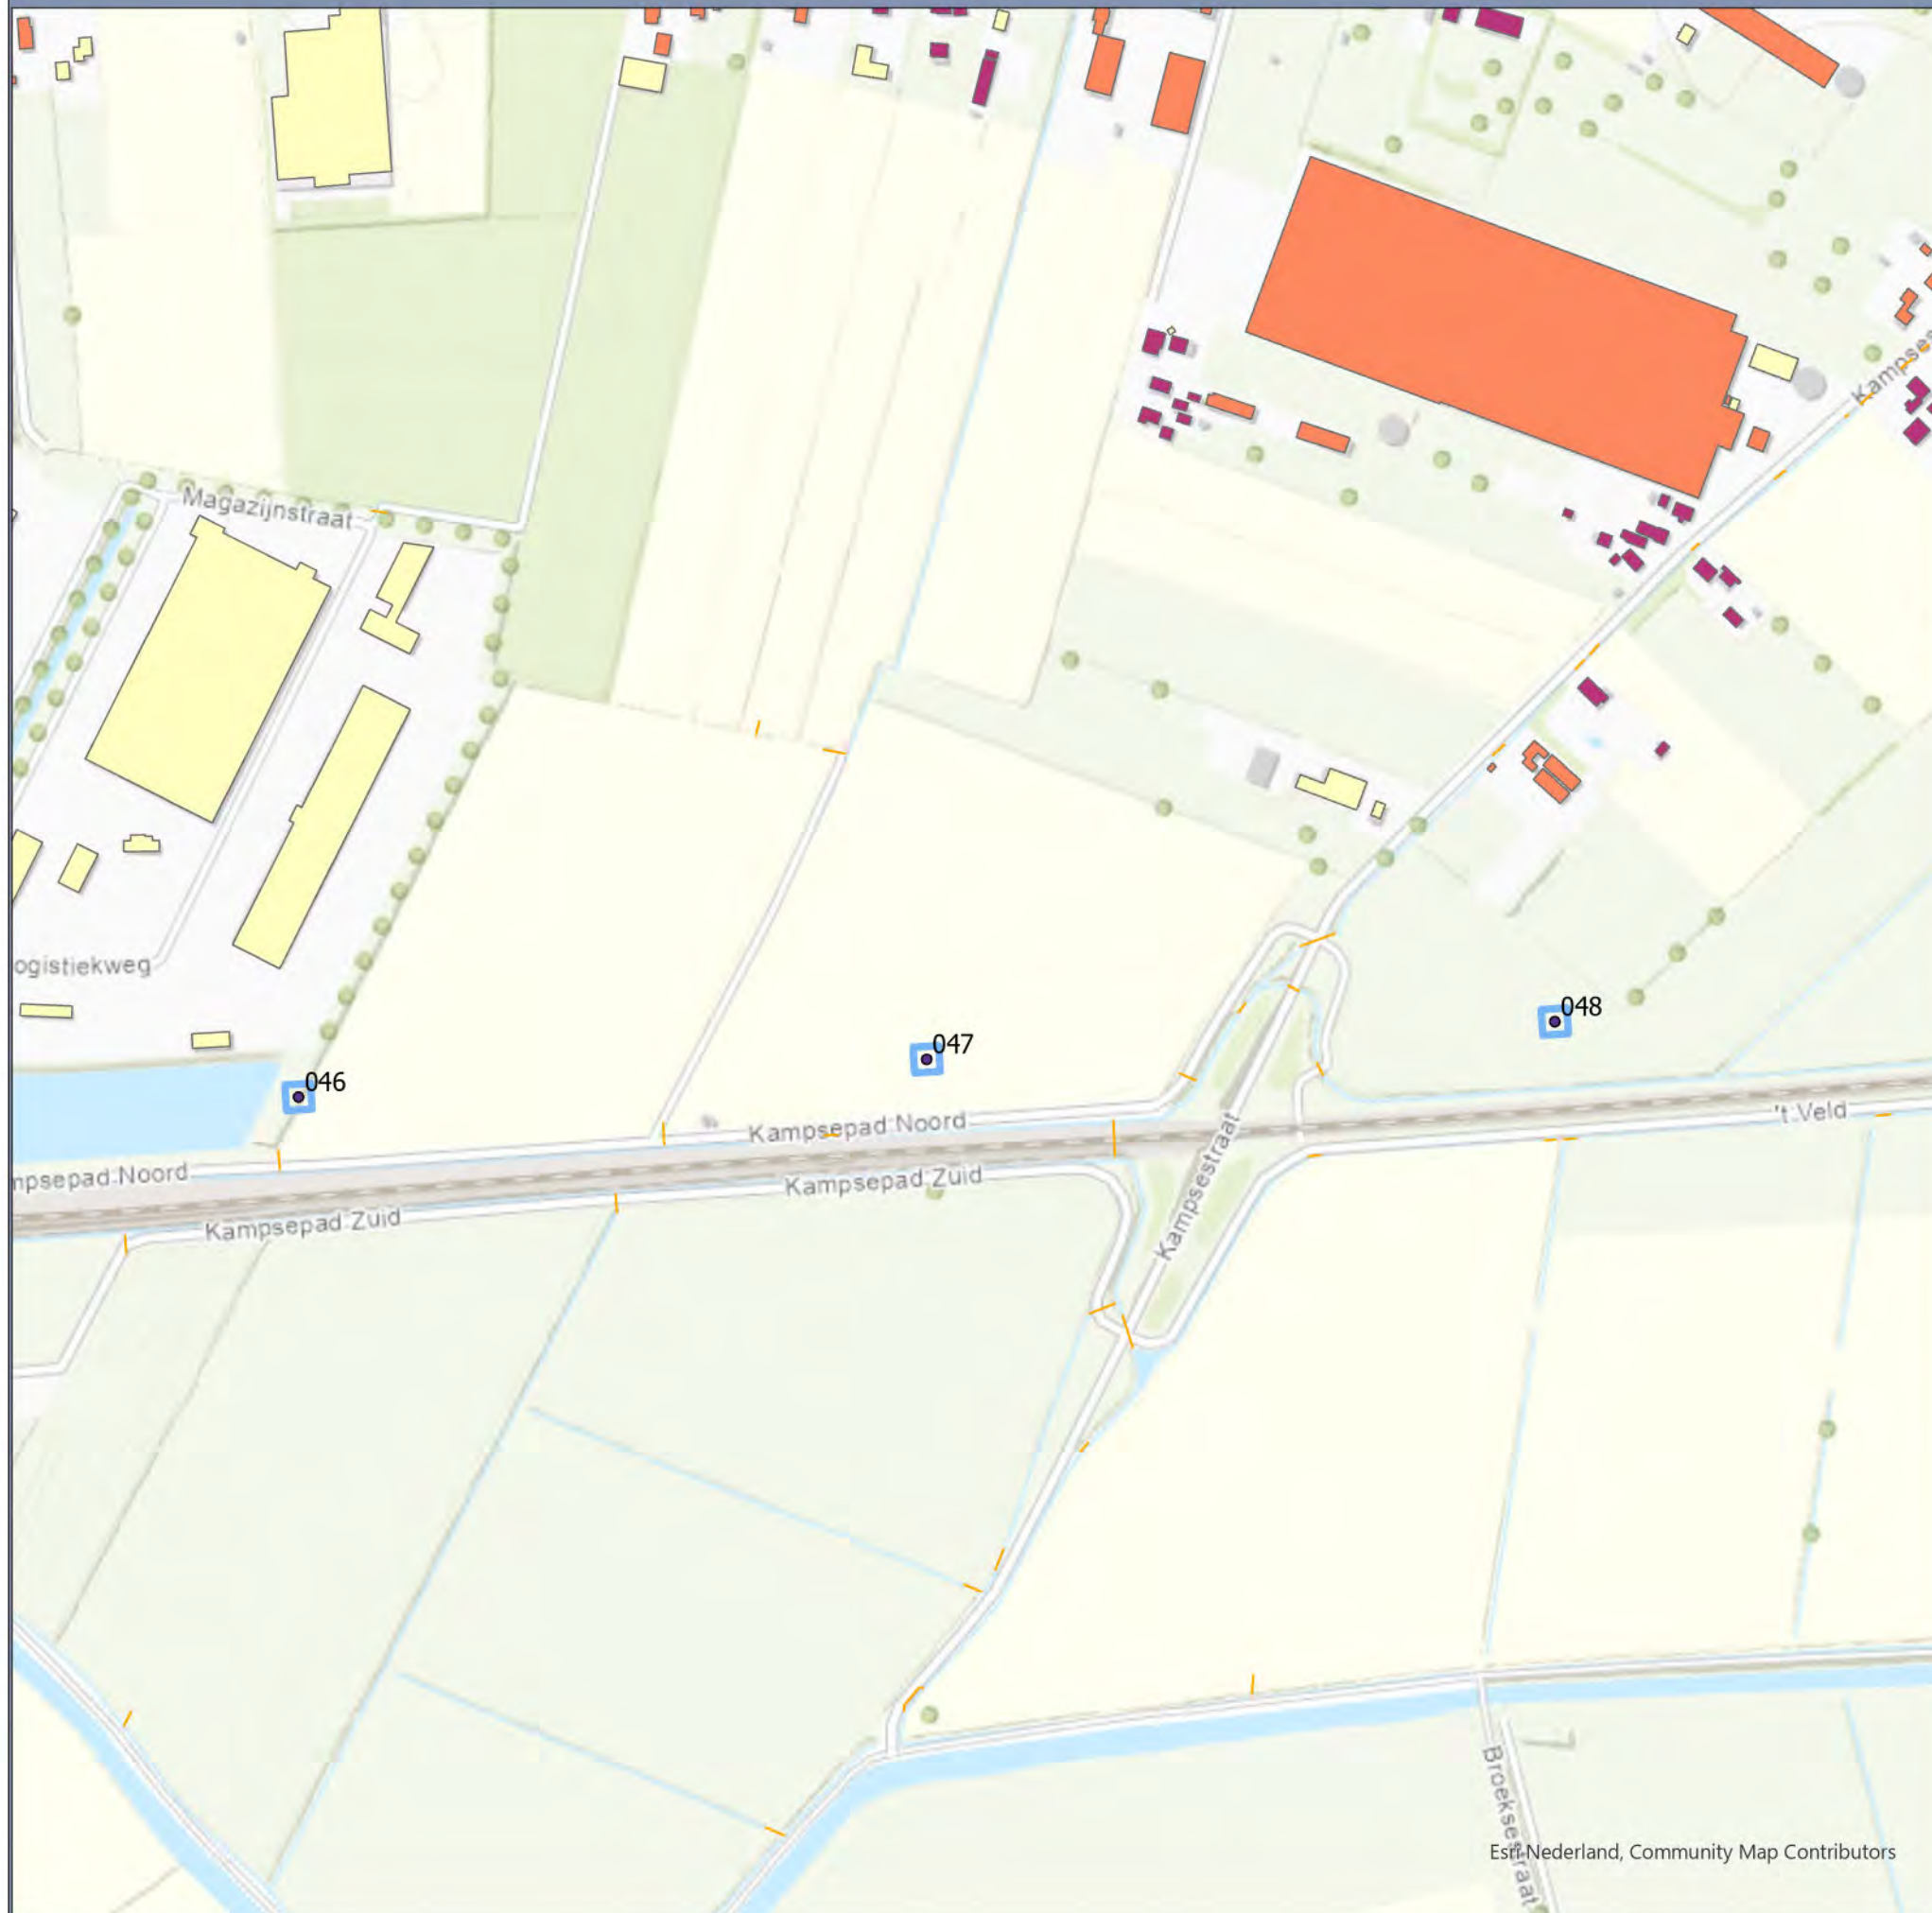 Kampses
Magazijnstraat
ogistiekweg
048
047
046
Kampsepad Noord
't Veld
mpsepad Noord
Kampsepad Zuid
Kampsepad Zuid
Kampsestraat
Broeksestraat
Esri Nederland, Community Map Contributors